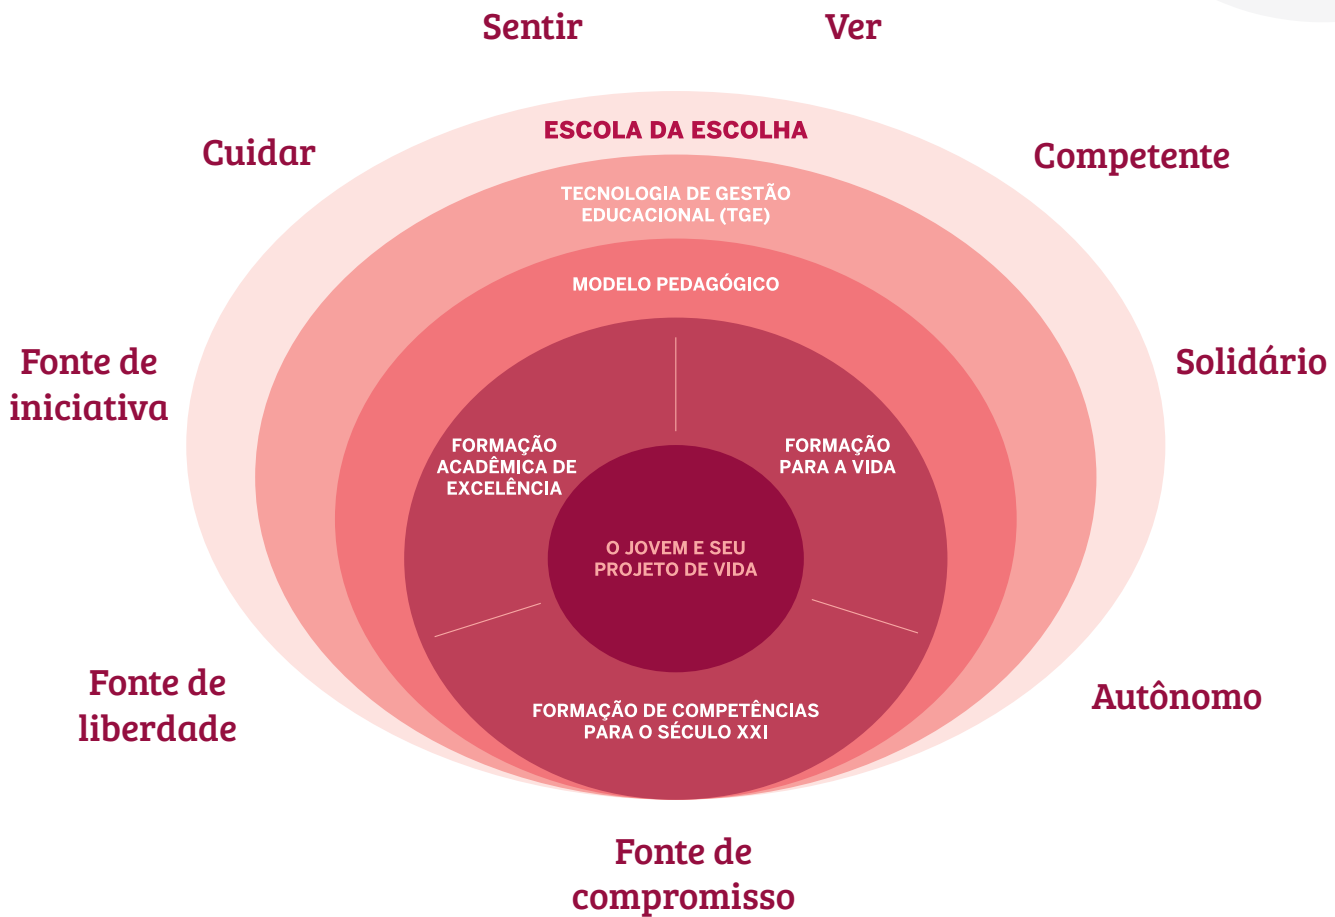 Sentir
Ver
Cuidar
ESCOLA DA ESCOLHA
Competente
TECNOLOGIA DE GESTÃO
EDUCACIONAL (TGE)
MODELO PEDAGÓGICO
Fonte de
iniciativa
Solidário
FORMAÇÃO
ACADÊMICA DE
EXCELÊNCIA
FORMAÇÃO
PARA A VIDA
O JOVEM E SEU
PROJETO DE VIDA
Fonte de
liberdade
Autônomo
FORMAÇÃO DE COMPETÊNCIAS
PARA O SÉCULO XXI
Fonte de
compromisso